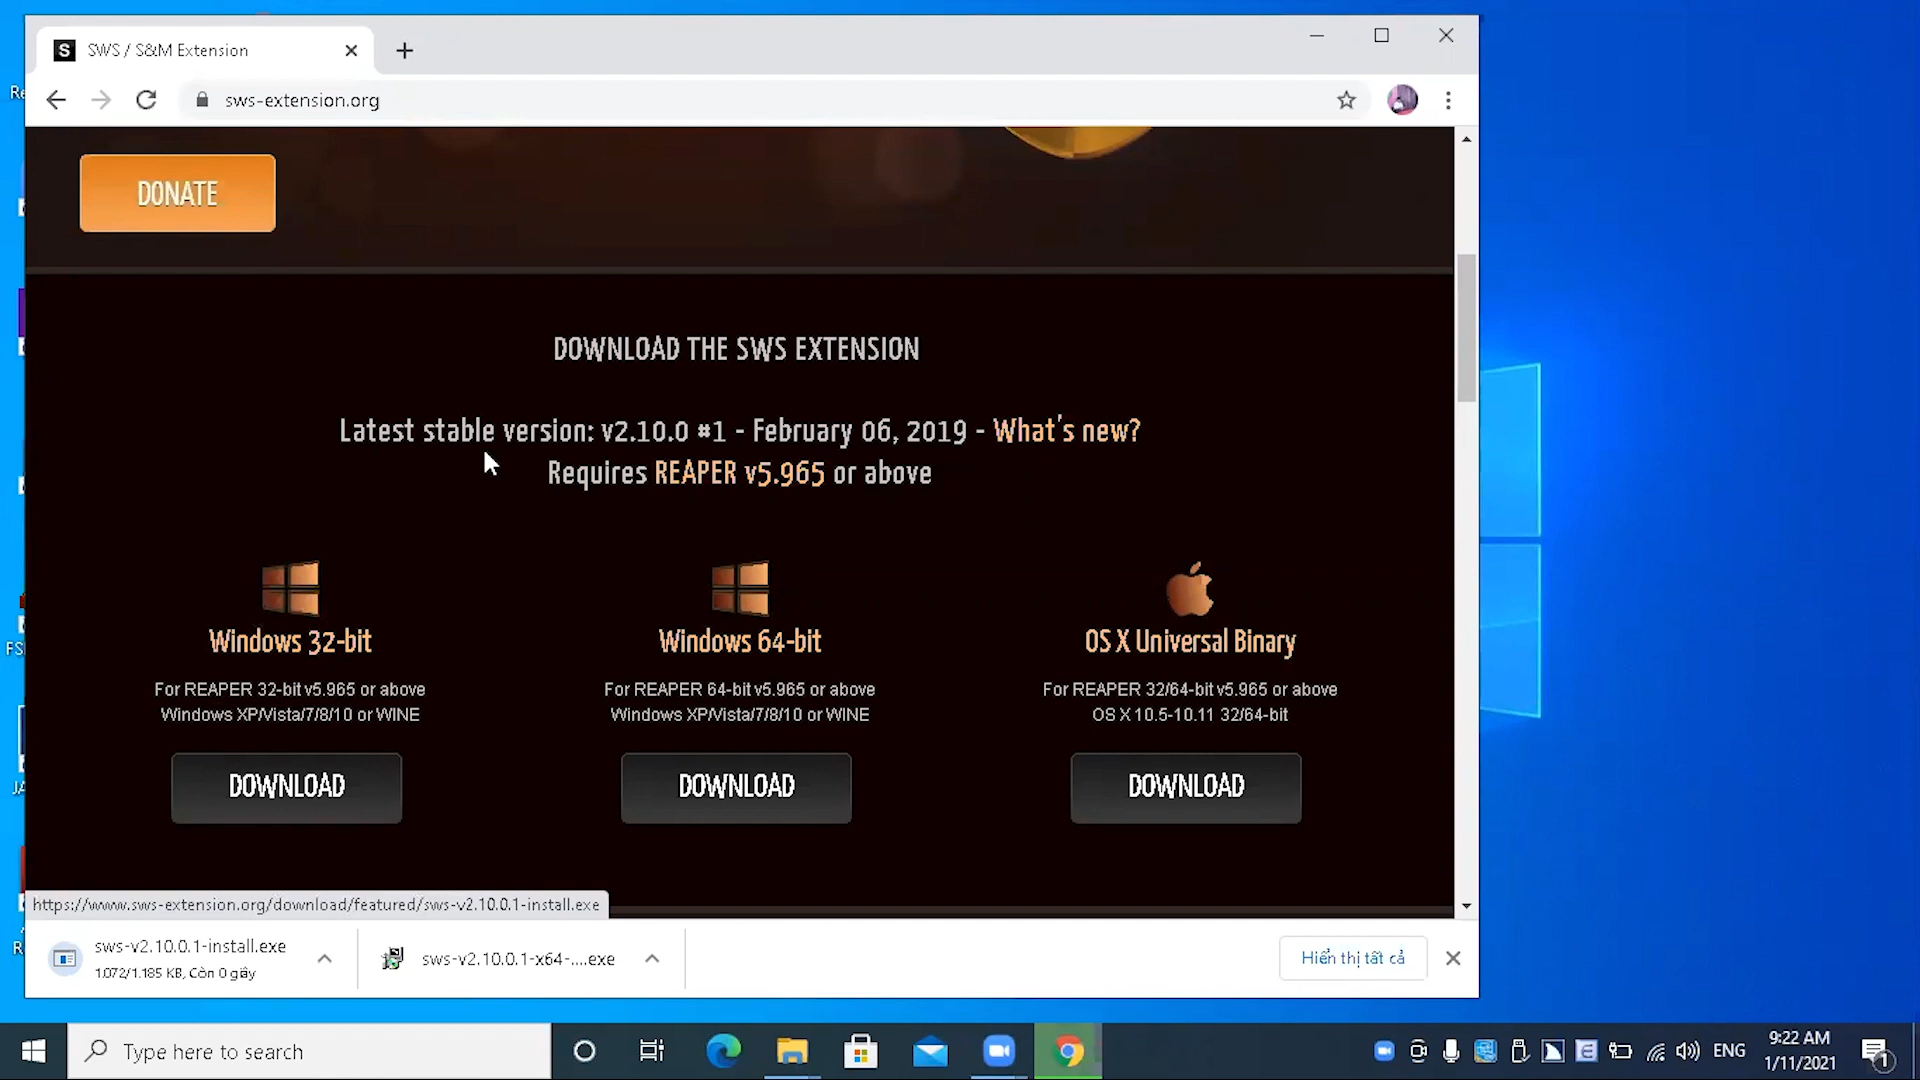 SWS / S&M Extension
sws-extension.org
DONATE
DOWNLOAD THE SWS EXTENSION
Latest stable version: v2.10.0 #1 - February 06, 2019 - What's new?
Requires REAPER v5.965 or above
Windows 32-bit
For REAPER 32-bit v5.965 or above
Windows XP/Vista/7/8/10 or WINE
DOWNLOAD
Windows 64-bit
For REAPER 64-bit v5.965 or above
Windows XP/Vista/7/8/10 or WINE
DOWNLOAD
OS X Universal Binary
For REAPER 32/64-bit v5.965 or above
OS X 10.5-10.11 32/64-bit
DOWNLOAD
https://www.sws-extension.org/download/featured/sws-v2.10.0.1-install.exe
sws-v2.10.0.1-install.exe
1.072/1.185 KB, Còn 0 giây
sws-v2.10.0.1-x64-....exe
Hiển thị tất cả
Type here to search
ENG
9:22 AM
1/11/2021
1